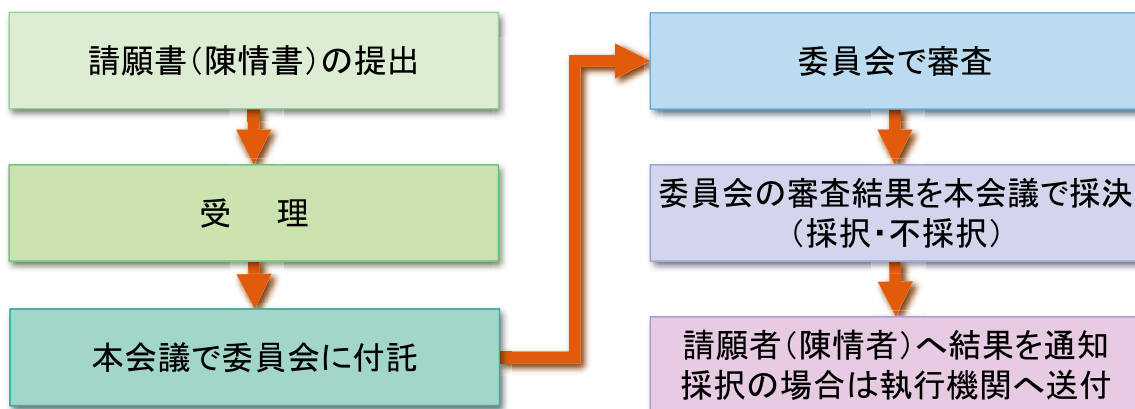 請願書(陳情書)の提出
受 理
本会議で委員会に付託
委員会で審査
委員会の審査結果を本会議で採決
(採択・不採択)
請願者(陳情者)へ結果を通知
採択の場合は執行機関へ送付